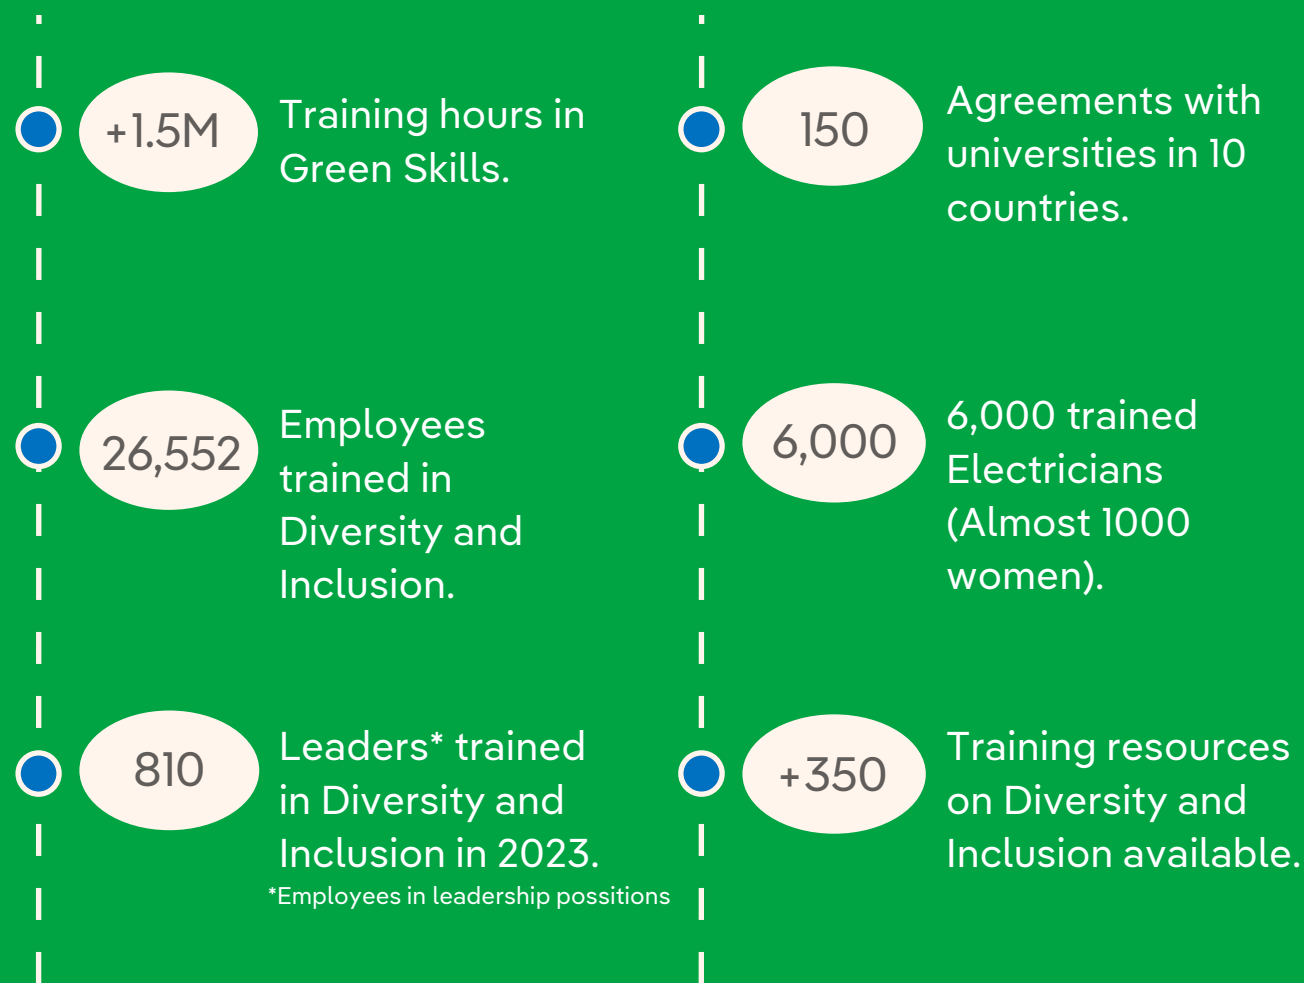 +1.5M
Training hours in
Green Skills.
26,552
Employees
trained in
Diversity and
Inclusion.
810
Leaders* trained
in Diversity and
Inclusion in 2023.
*Employees in leadership possitions
150
Agreements with
universities in 10
countries.
6,000
6,000 trained
Electricians
(Almost 1000
women).
+350
Training resources
on Diversity and
Inclusion available.